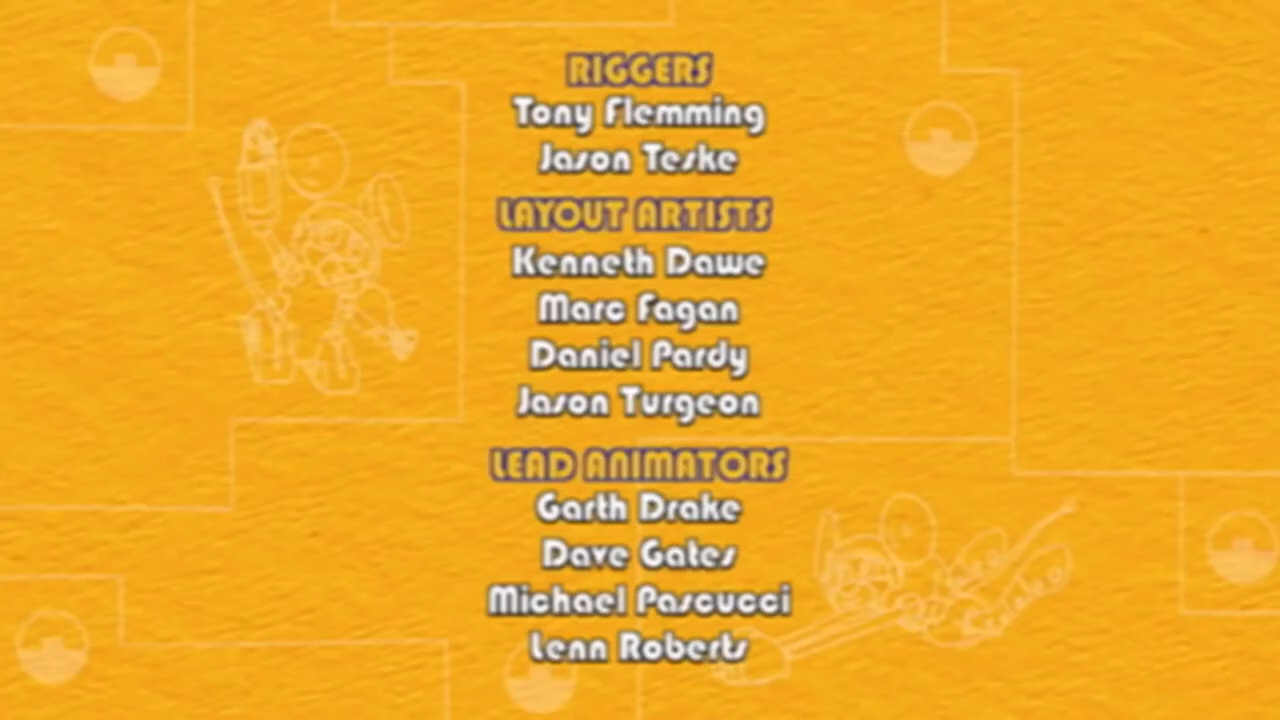 RIGGERS
Tony Flemming
Jason Teske
LAYOUT ARTISTS
Kenneth Dawe
Marc Fagan
Daniel Pardy
Jason Turgeon
LEAD ANIMATORS
Garth Drake
Dave Gates
Michael Pascucci
Lenn Roberts